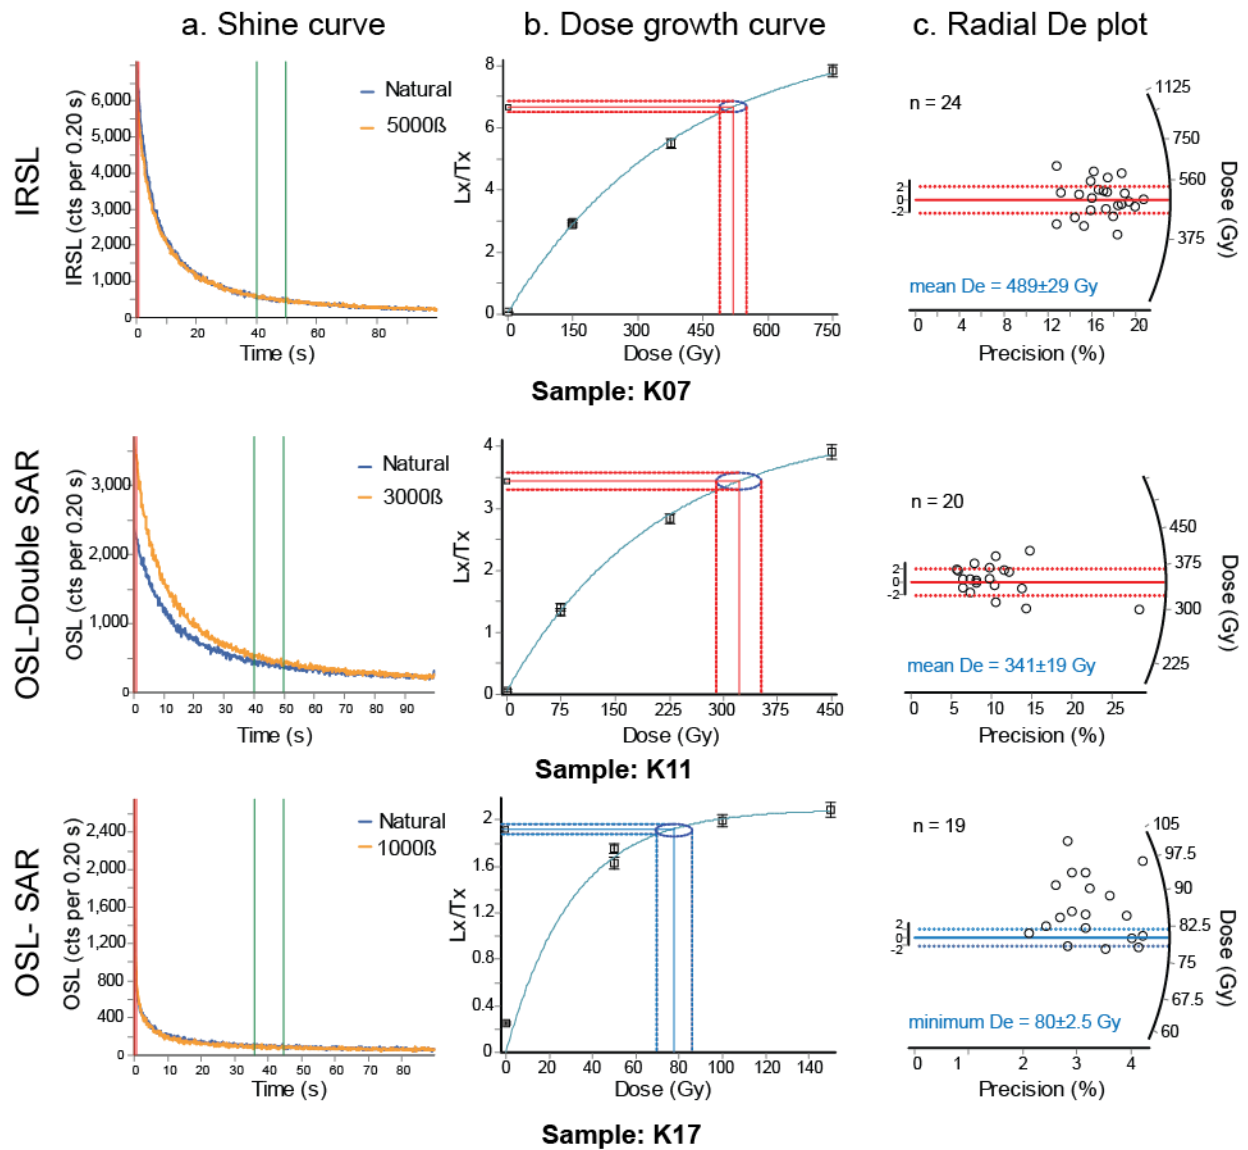 a. Shine curve
b. Dose growth curve
c. Radial De plot
IRSL
IRSL (cts per 0.20 s)
6,000
5,000
4,000
3,000
2,000
1,000
0
Natural
5000ß
0 20 40 60 80
Time (s)
Lx/Tx
8
6
4
2
0
0 150 300 450 600 750
Dose (Gy)
n = 24
2
0
-2
1125
750
560
375
Dose (Gy)
mean De = 489±29 Gy
0 4 8 12 16 20
Precision (%)
Sample: K07
OSL-Double SAR
OSL (cts per 0.20 s)
3,000
2,000
1,000
0
Natural
3000ß
0 10 20 30 40 50 60 70 80 90
Time (s)
Lx/Tx
4
3
2
1
0
0 75 225 300 375 450
Dose (Gy)
n = 20
2
0
-2
450
375
300
225
Dose (Gy)
mean De = 341±19 Gy
0 5 10 15 20 25
Precision (%)
Sample: K11
OSL- SAR
OSL (cts per 0.20 s)
2,400
2,000
1,600
1,200
800
400
0
Natural
1000ß
0 10 20 30 40 50 60 70 80
Time (s)
Lx/Tx
2
1.6
1.2
0.8
0.4
0
0 20 40 60 80 100 120 140
Dose (Gy)
n = 19
2
0
-2
105
97.5
90
82.5
75
67.5
60
Dose (Gy)
minimum De = 80±2.5 Gy
0 1 2 3 4
Precision (%)
Sample: K17